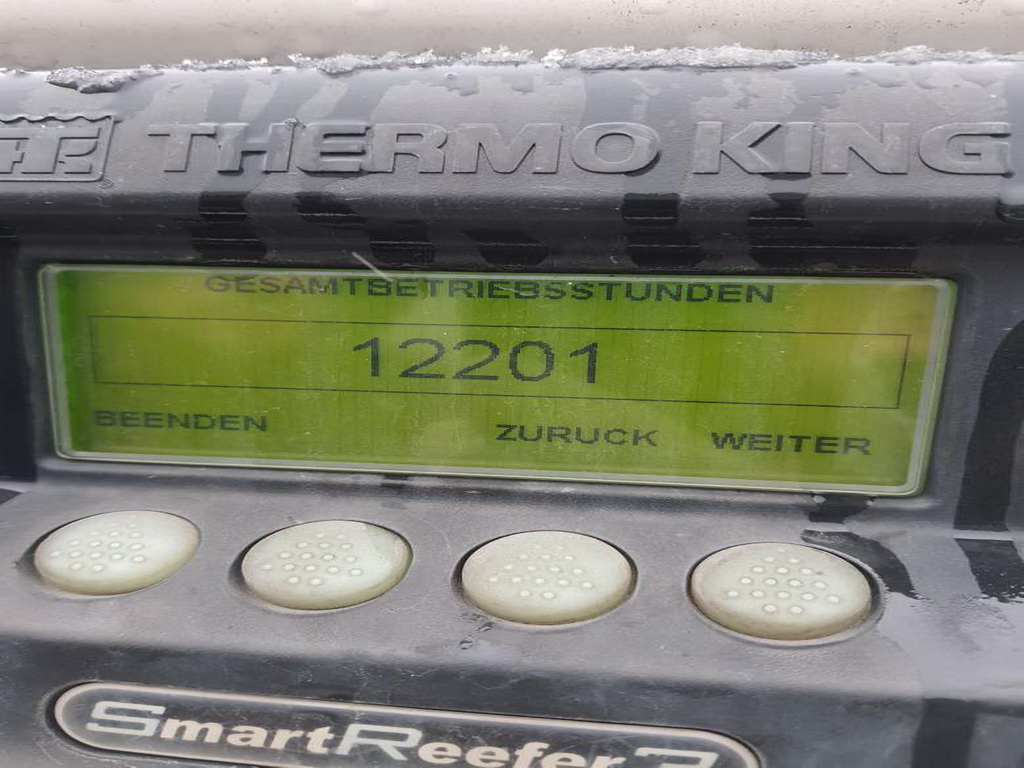 THERMO KING
GESAMTBETRIEBSSTUNDEN
12201
BEENDEN ZURUCK WEITER
SmartReefer